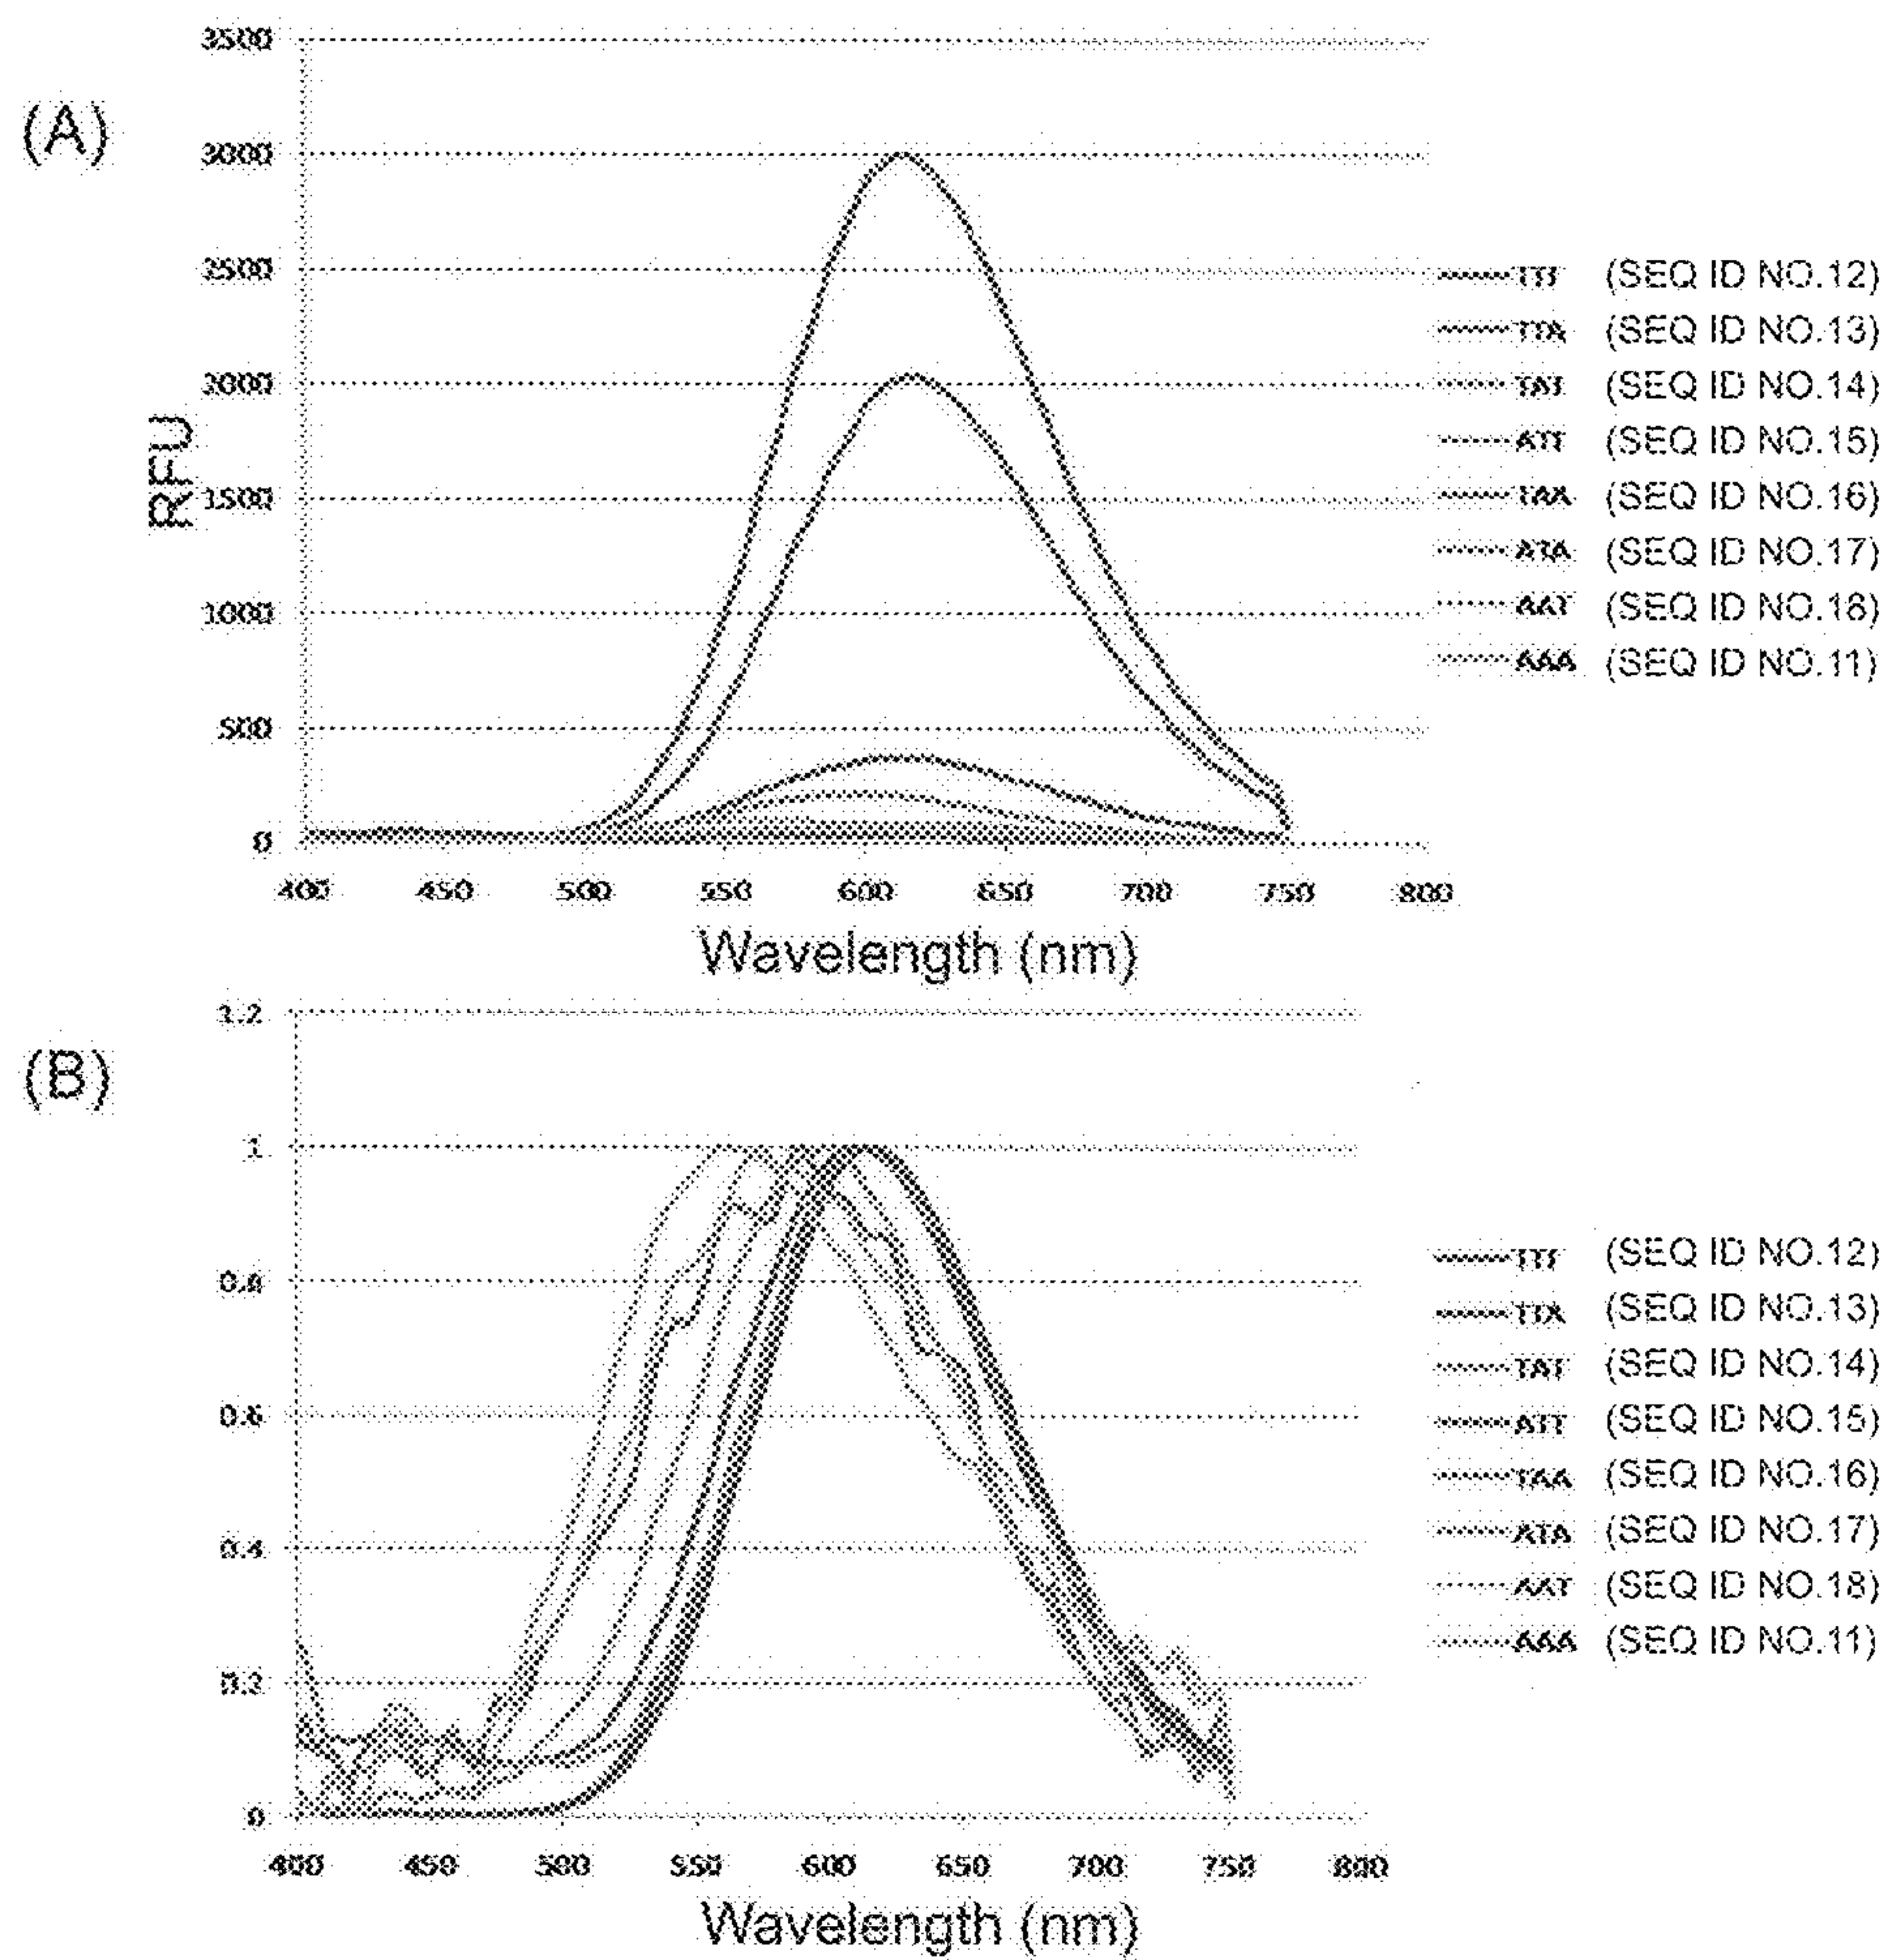 (A)
3500
3000
2500
2000
1500
1000
500
0
RFU
400 450 500 550 600 650 700 750 800
Wavelength (nm)
TTT (SEQ ID NO.12)
TTA (SEQ ID NO.13)
TAT (SEQ ID NO.14)
ATT (SEQ ID NO.15)
TAA (SEQ ID NO.16)
ATA (SEQ ID NO.17)
AAT (SEQ ID NO.18)
AAA (SEQ ID NO.11)
(B)
1.2
1
0.8
0.6
0.4
0.2
0
400 450 500 550 600 650 700 750 800
Wavelength (nm)
TTT (SEQ ID NO.12)
TTA (SEQ ID NO.13)
TAT (SEQ ID NO.14)
ATT (SEQ ID NO.15)
TAA (SEQ ID NO.16)
ATA (SEQ ID NO.17)
AAT (SEQ ID NO.18)
AAA (SEQ ID NO.11)